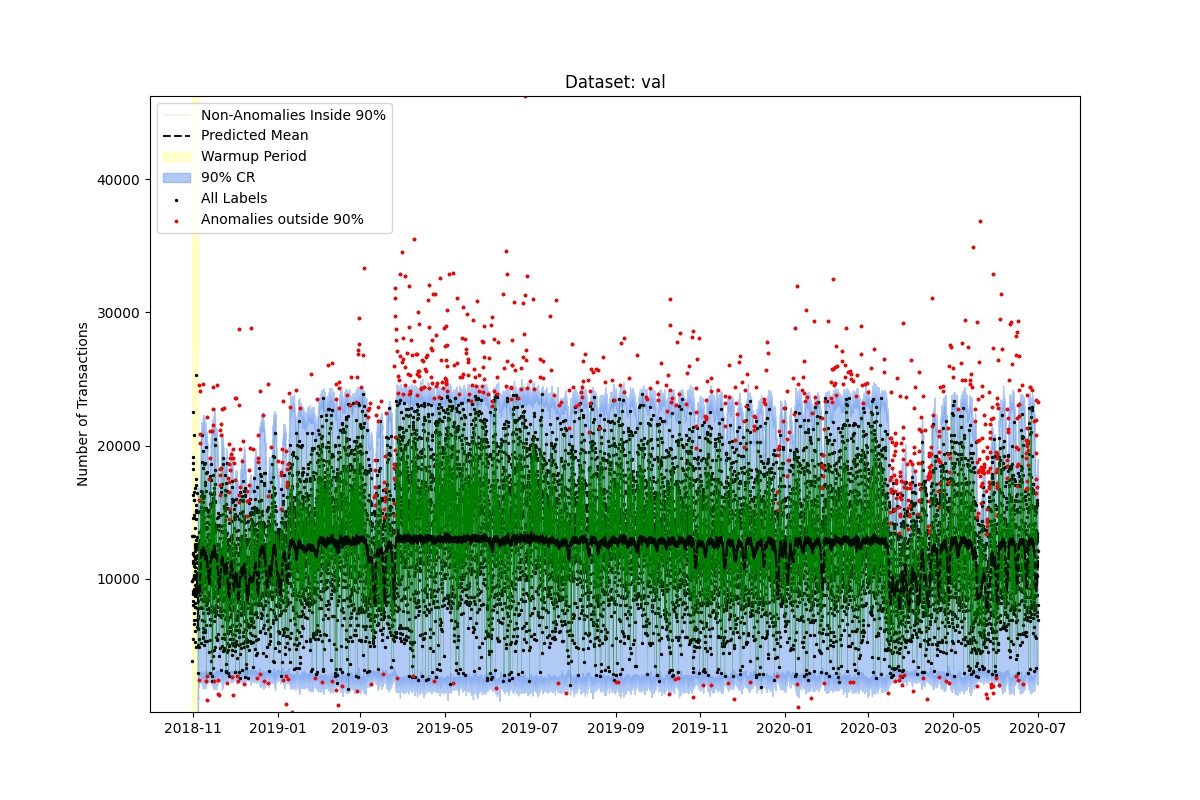 Dataset: val
Non-Anomalies Inside 90%
Predicted Mean
Warmup Period
90% CR
All Labels
Anomalies outside 90%
Number of Transactions
40000
30000
20000
10000
2018-11 2019-01 2019-03 2019-05 2019-07 2019-09 2019-11 2020-01 2020-03 2020-05 2020-07